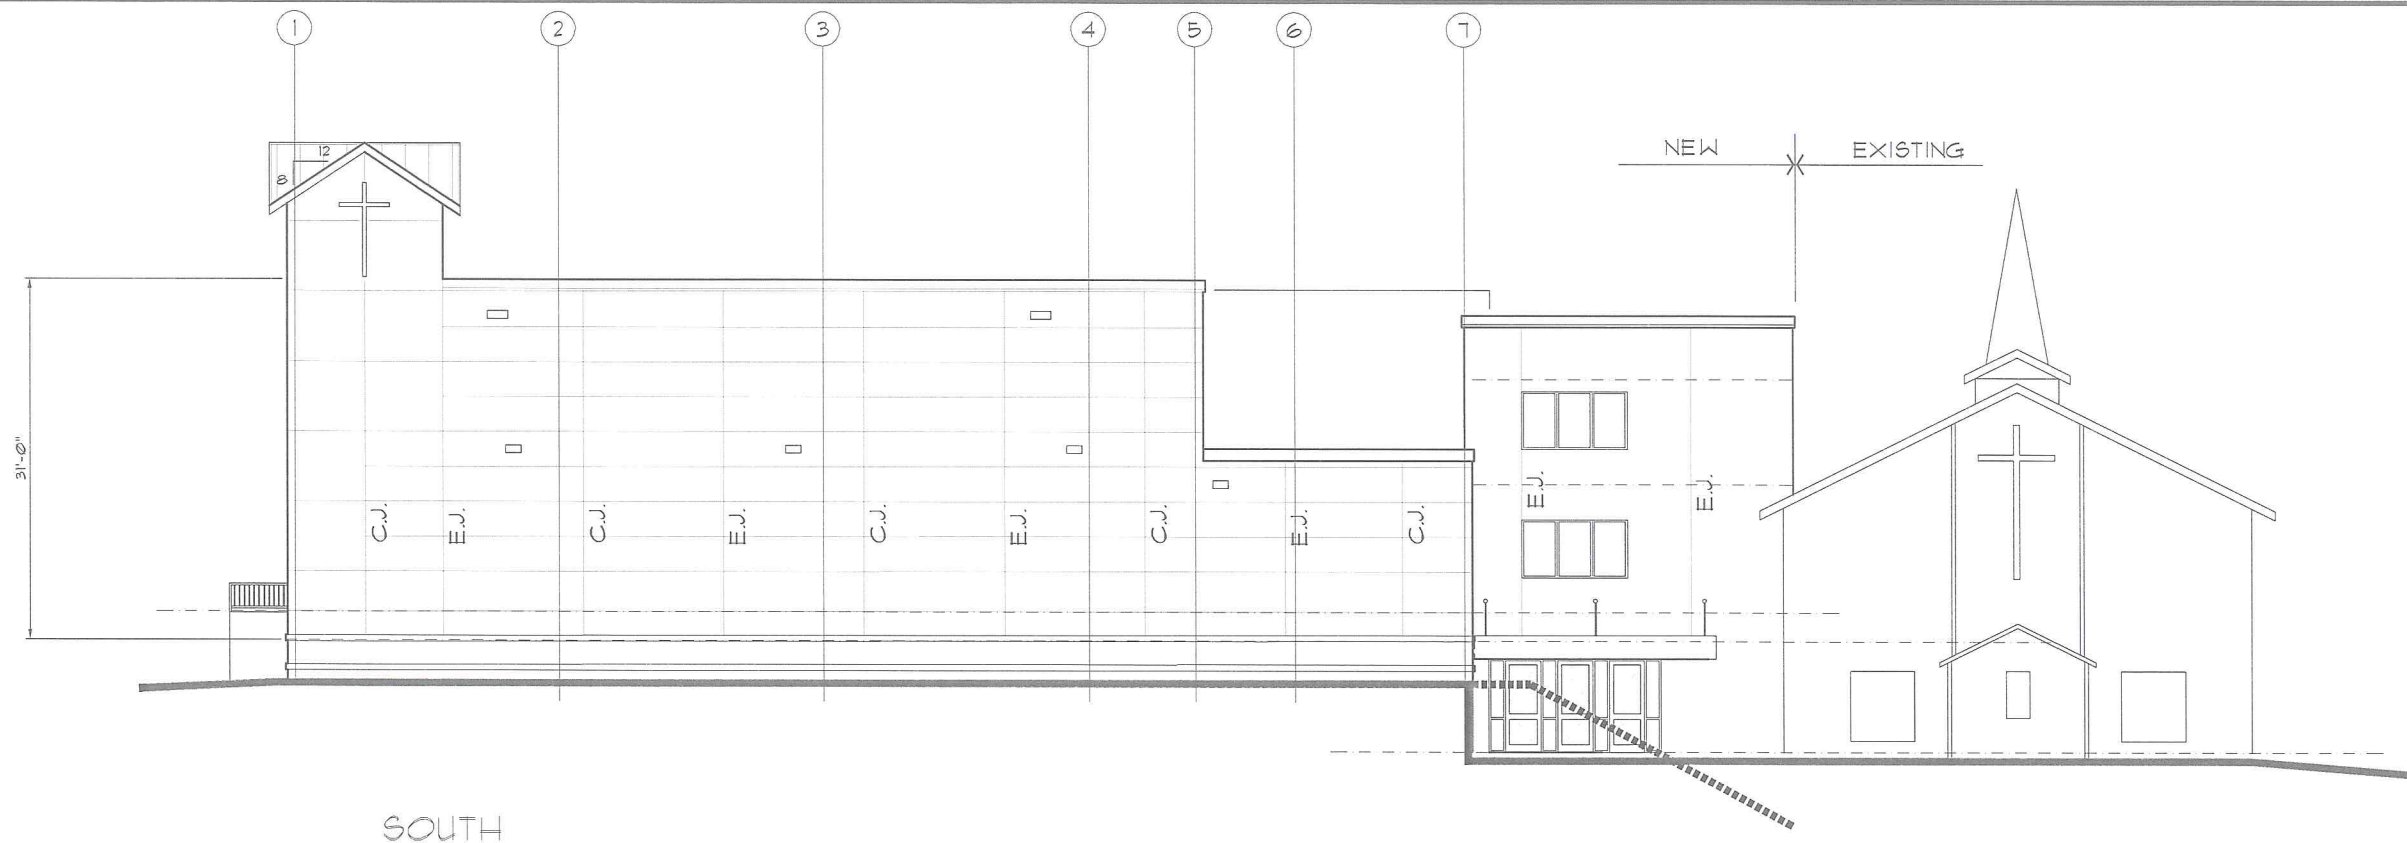 1 2 3 4 5 6 7
NEW EXISTING
12
8
31'-0"
C.J. E.J. C.J. E.J. C.J. E.J. C.J. E.J. C.J. E.J. E.J.
SOUTH